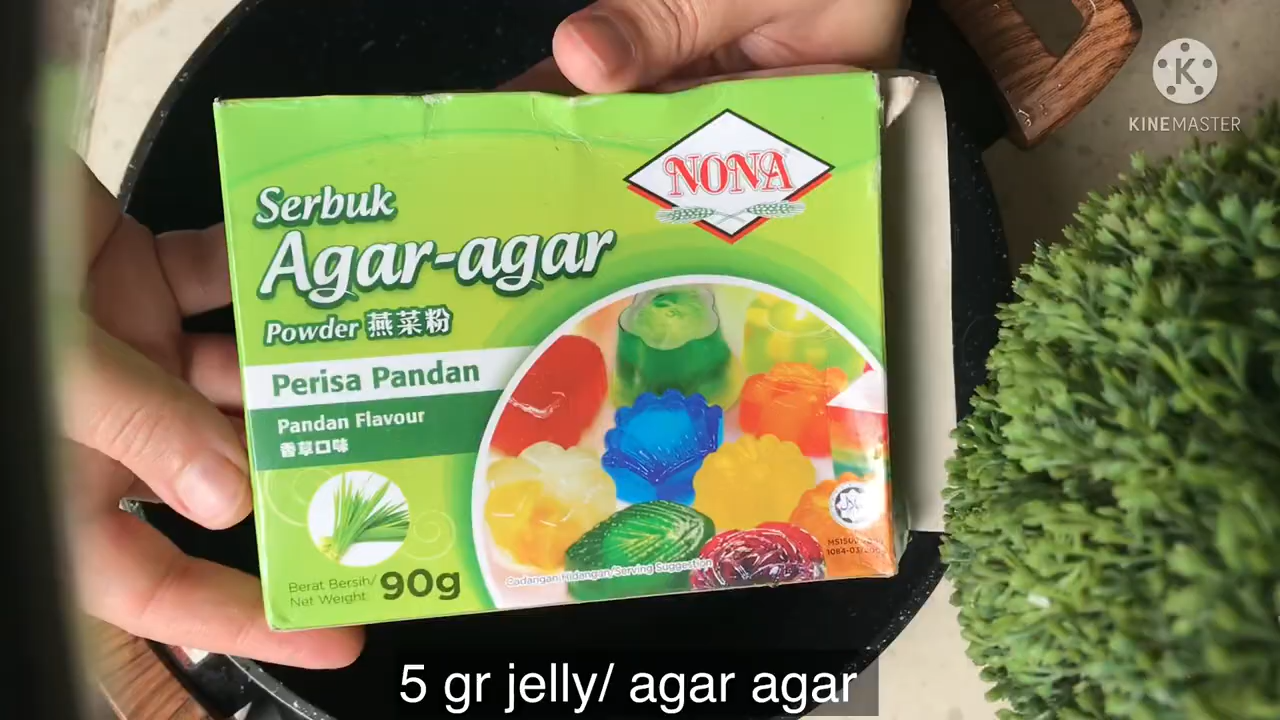 KINEMASTER
NONA
Serbuk
Agar-agar
Powder 燕菜粉
Perisa Pandan
Pandan Flavour
香草口味
Berat Bersih/
Net Weight: 90g
Cadangan Hidangan/Serving Suggestion
5 gr jelly/ agar agar